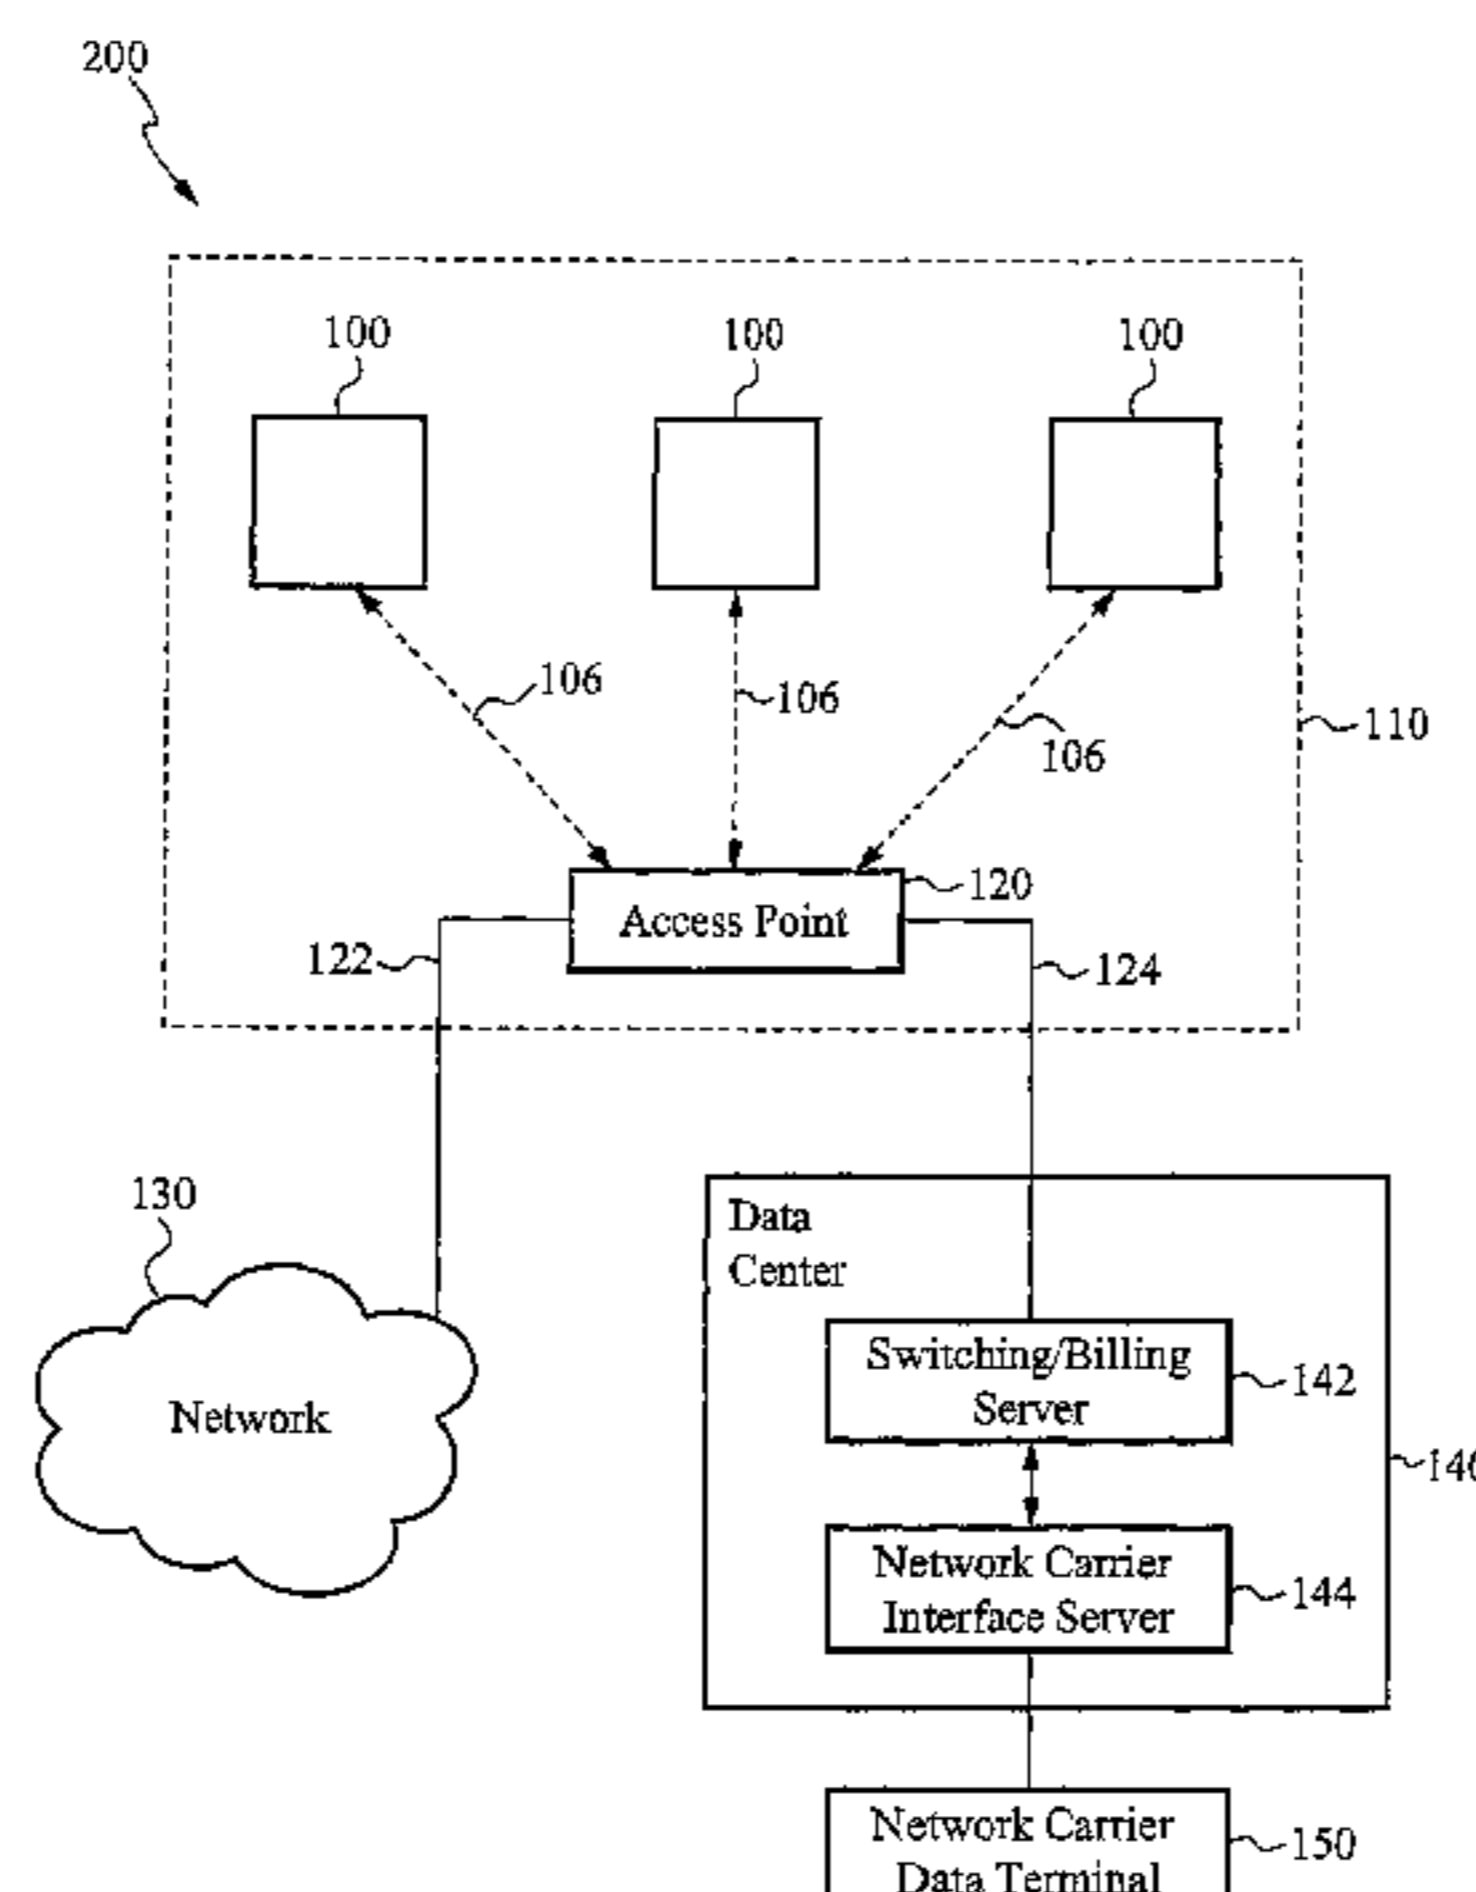 200
100
100
100
106
106
106
110
120
Access Point
122
124
130
Data
Center
Network
Switching/Billing
Server
142
Network Carrier
Interface Server
144
Network Carrier
Data Terminal
150